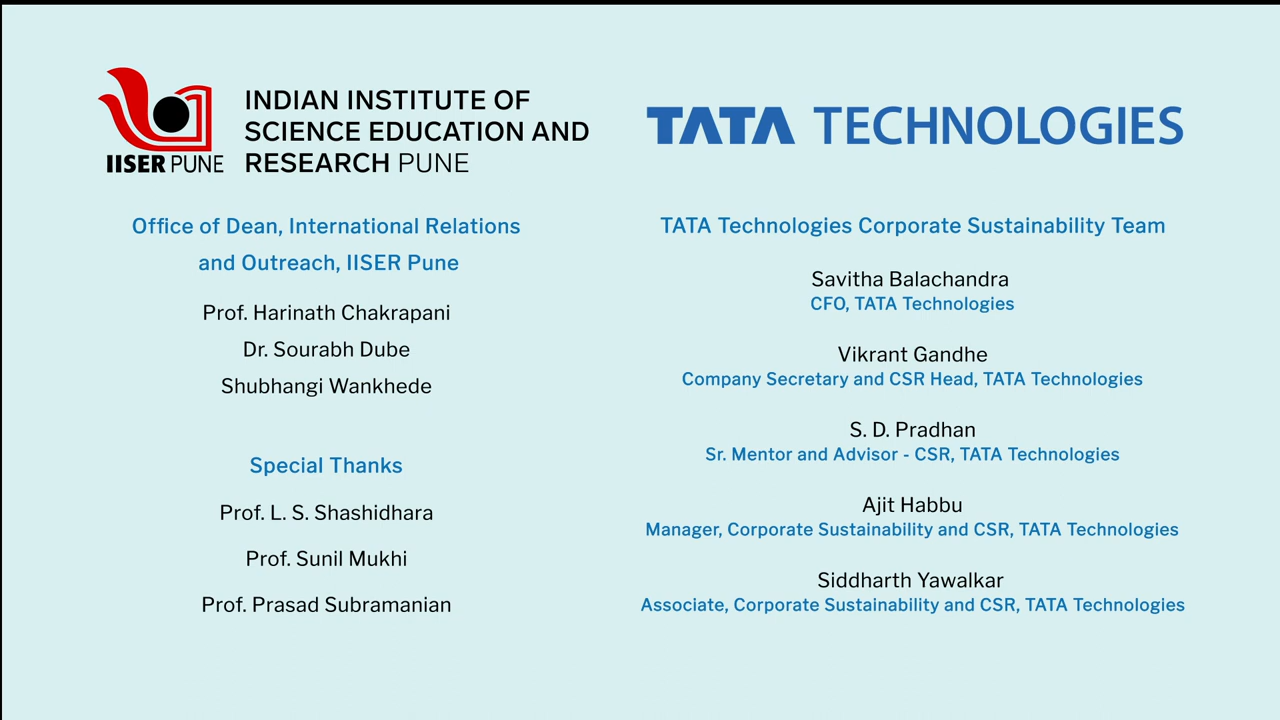 IISER PUNE
INDIAN INSTITUTE OF
SCIENCE EDUCATION AND
RESEARCH PUNE
Office of Dean, International Relations
and Outreach, IISER Pune
Prof. Harinath Chakrapani
Dr. Sourabh Dube
Shubhangi Wankhede
Special Thanks
Prof. L. S. Shashidhara
Prof. Sunil Mukhi
Prof. Prasad Subramanian
TATA TECHNOLOGIES
TATA Technologies Corporate Sustainability Team
Savitha Balachandra
CFO, TATA Technologies
Vikrant Gandhe
Company Secretary and CSR Head, TATA Technologies
S. D. Pradhan
Sr. Mentor and Advisor - CSR, TATA Technologies
Ajit Habbu
Manager, Corporate Sustainability and CSR, TATA Technologies
Siddharth Yawalkar
Associate, Corporate Sustainability and CSR, TATA Technologies